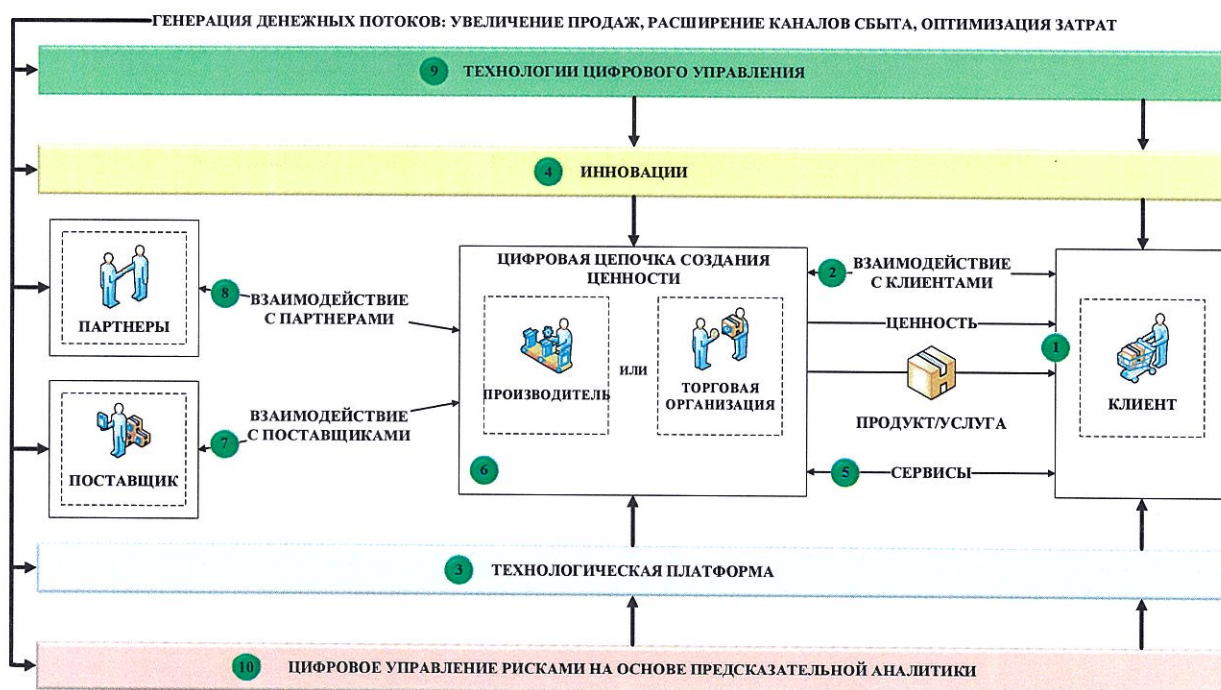 ГЕНЕРАЦИЯ ДЕНЕЖНЫХ ПОТОКОВ: УВЕЛИЧЕНИЕ ПРОДАЖ, РАСШИРЕНИЕ КАНАЛОВ СБЫТА, ОПТИМИЗАЦИЯ ЗАТРАТ
9 ТЕХНОЛОГИИ ЦИФРОВОГО УПРАВЛЕНИЯ
4 ИННОВАЦИИ
ПАРТНЕРЫ
8 ВЗАИМОДЕЙСТВИЕ
С ПАРТНЕРАМИ
ПОСТАВЩИК
7 ВЗАИМОДЕЙСТВИЕ
С ПОСТАВЩИКАМИ
ЦИФРОВАЯ ЦЕПОЧКА СОЗДАНИЯ
ЦЕННОСТИ
ПРОИЗВОДИТЕЛЬ
ИЛИ
ТОРГОВАЯ
ОРГАНИЗАЦИЯ
6
2 ВЗАИМОДЕЙСТВИЕ
С КЛИЕНТАМИ
ЦЕННОСТЬ
ПРОДУКТ/УСЛУГА
5 СЕРВИСЫ
1
КЛИЕНТ
3 ТЕХНОЛОГИЧЕСКАЯ ПЛАТФОРМА
10 ЦИФРОВОЕ УПРАВЛЕНИЕ РИСКАМИ НА ОСНОВЕ ПРЕДСКАЗАТЕЛЬНОЙ АНАЛИТИКИ